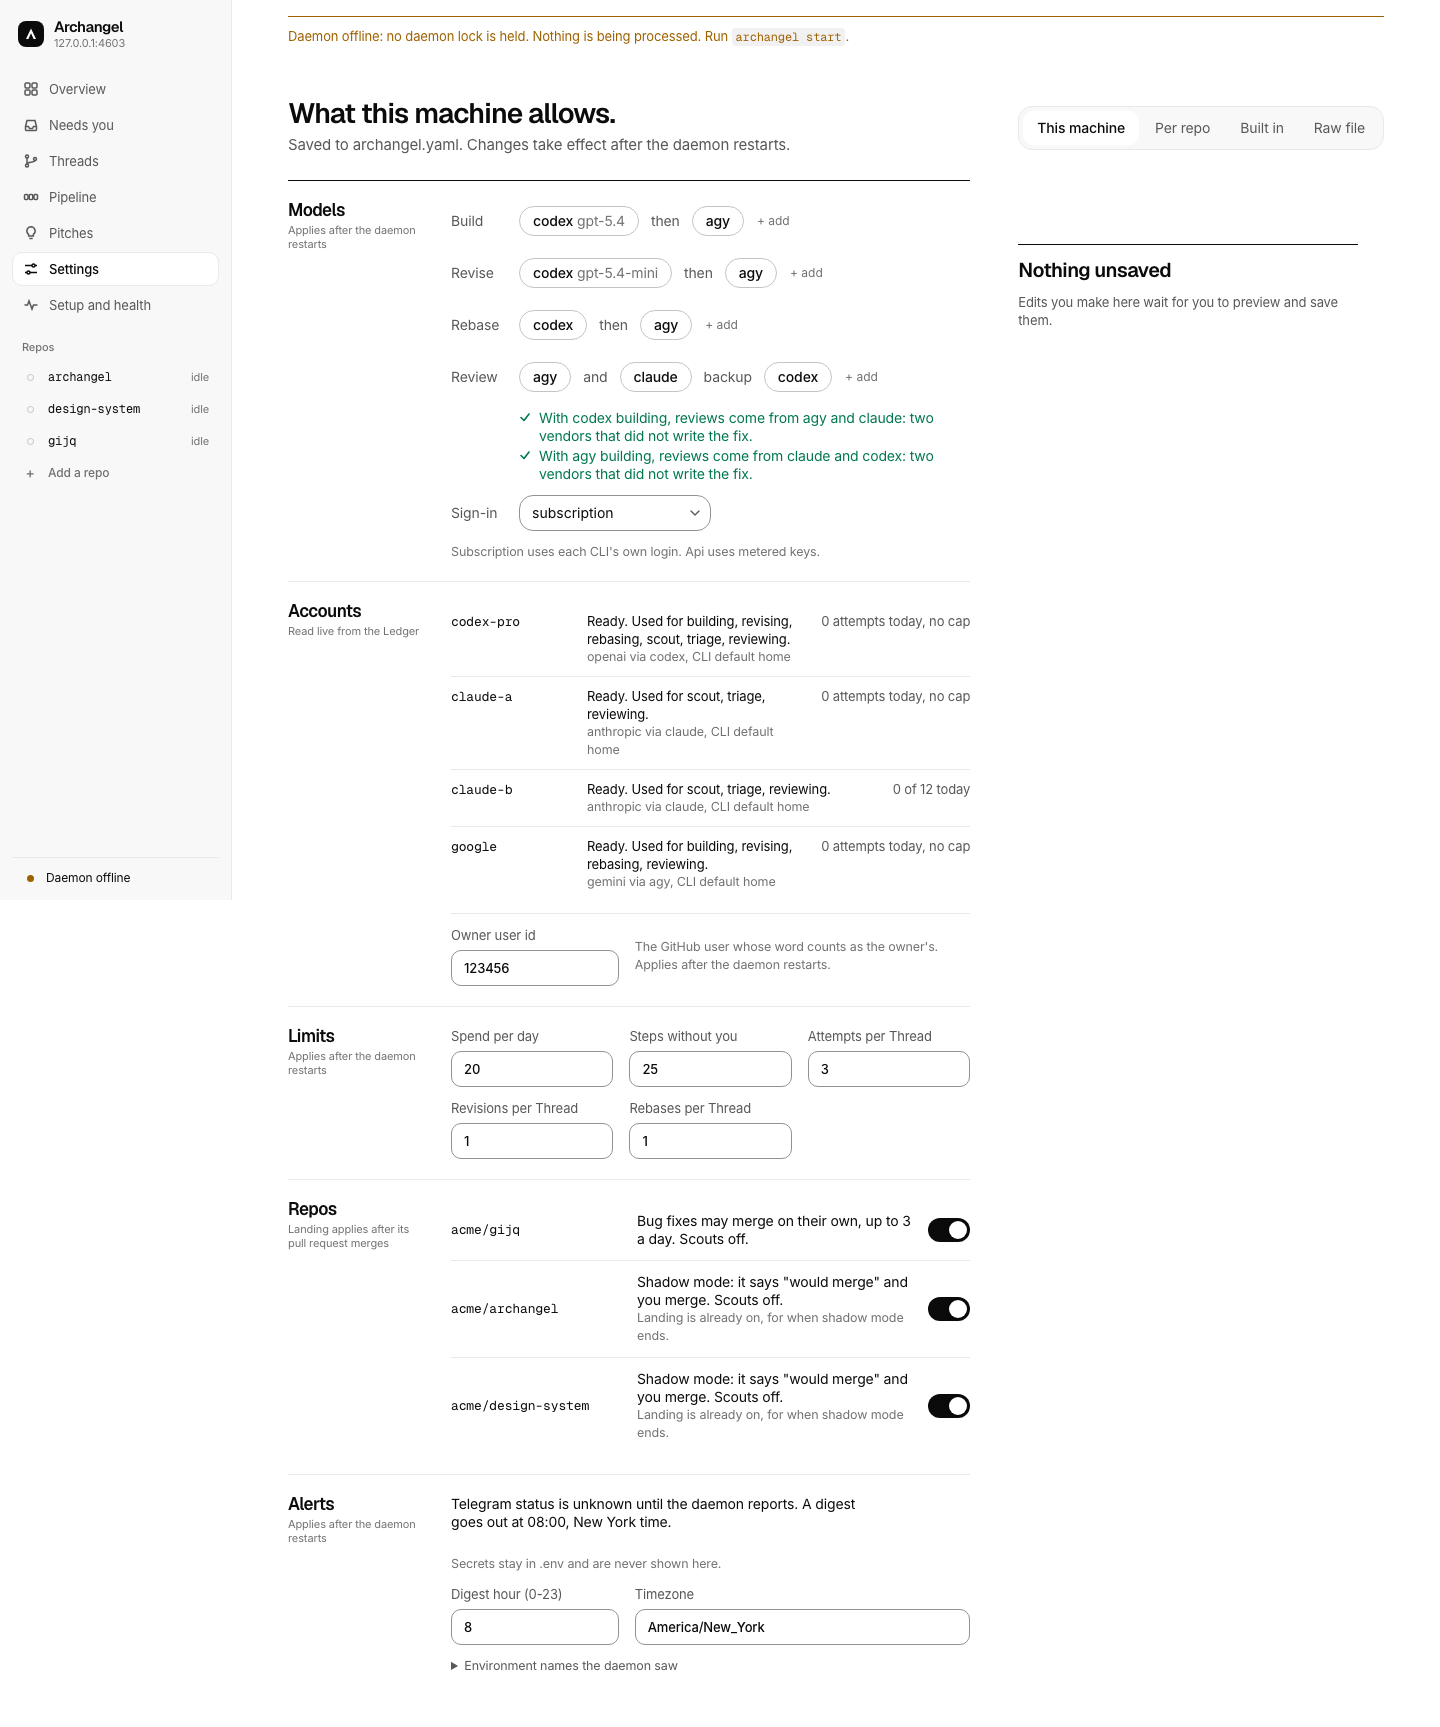 Archangel
127.0.0.1:4603
Overview
Needs you
Threads
Pipeline
Pitches
Settings
Setup and health
Repos
archangel idle
design-system idle
gijq idle
+ Add a repo
Daemon offline
Daemon offline: no daemon lock is held. Nothing is being processed. Run archangel start.
What this machine allows.
Saved to archangel.yaml. Changes take effect after the daemon restarts.
This machine Per repo Built in Raw file
Nothing unsaved
Edits you make here wait for you to preview and save
them.
Models
Applies after the daemon
restarts
Build codex gpt-5.4 then agy + add
Revise codex gpt-5.4-mini then agy + add
Rebase codex then agy + add
Review agy and claude backup codex + add
With codex building, reviews come from agy and claude: two
vendors that did not write the fix.
With agy building, reviews come from claude and codex: two
vendors that did not write the fix.
Sign-in subscription
Subscription uses each CLI's own login. Api uses metered keys.
Accounts
Read live from the Ledger
codex-pro Ready. Used for building, revising, 0 attempts today, no cap
rebasing, scout, triage, reviewing.
openai via codex, CLI default home
claude-a Ready. Used for scout, triage, 0 attempts today, no cap
reviewing.
anthropic via claude, CLI default
home
claude-b Ready. Used for scout, triage, reviewing. 0 of 12 today
anthropic via claude, CLI default home
google Ready. Used for building, revising, 0 attempts today, no cap
rebasing, reviewing.
gemini via agy, CLI default home
Owner user id
123456
The GitHub user whose word counts as the owner's.
Applies after the daemon restarts.
Limits
Applies after the daemon
restarts
Spend per day Steps without you Attempts per Thread
20 25 3
Revisions per Thread Rebases per Thread
1 1
Repos
Landing applies after its
pull request merges
acme/gijq
Bug fixes may merge on their own, up to 3
a day. Scouts off.
acme/archangel
Shadow mode: it says "would merge" and
you merge. Scouts off.
Landing is already on, for when shadow mode
ends.
acme/design-system
Shadow mode: it says "would merge" and
you merge. Scouts off.
Landing is already on, for when shadow mode
ends.
Alerts
Applies after the daemon
restarts
Telegram status is unknown until the daemon reports. A digest
goes out at 08:00, New York time.
Secrets stay in .env and are never shown here.
Digest hour (0-23) Timezone
8 America/New_York
Environment names the daemon saw